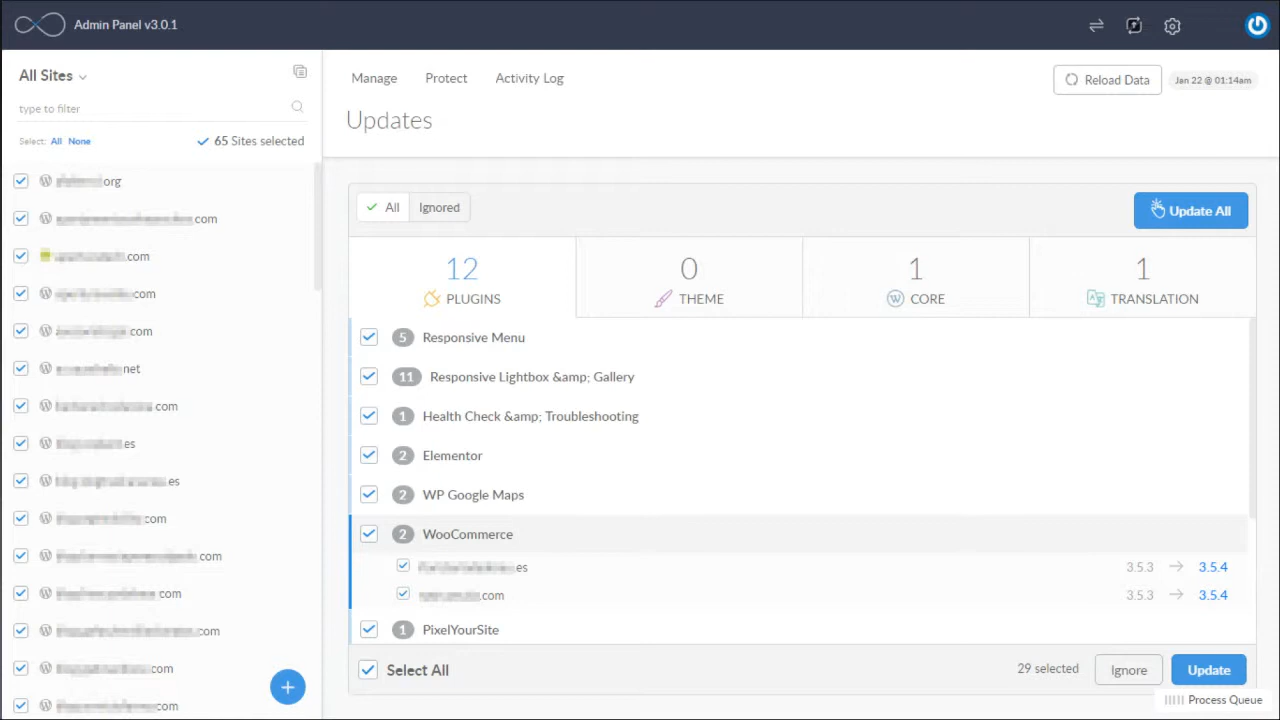 Admin Panel v3.0.1
All Sites
type to filter
Select: All None
65 Sites selected
.org
.com
.com
.com
.com
.net
.com
.es
.es
.com
.com
.com
.com
.com
.com
Manage Protect Activity Log
Reload Data
Jan 22 @ 01:14am
Updates
All Ignored
Update All
12
PLUGINS
0
THEME
1
CORE
1
TRANSLATION
5 Responsive Menu
11 Responsive Lightbox &amp; Gallery
1 Health Check &amp; Troubleshooting
2 Elementor
2 WP Google Maps
2 WooCommerce
.es 3.5.3 → 3.5.4
.com 3.5.3 → 3.5.4
1 PixelYourSite
Select All
29 selected
Ignore
Update
Process Queue